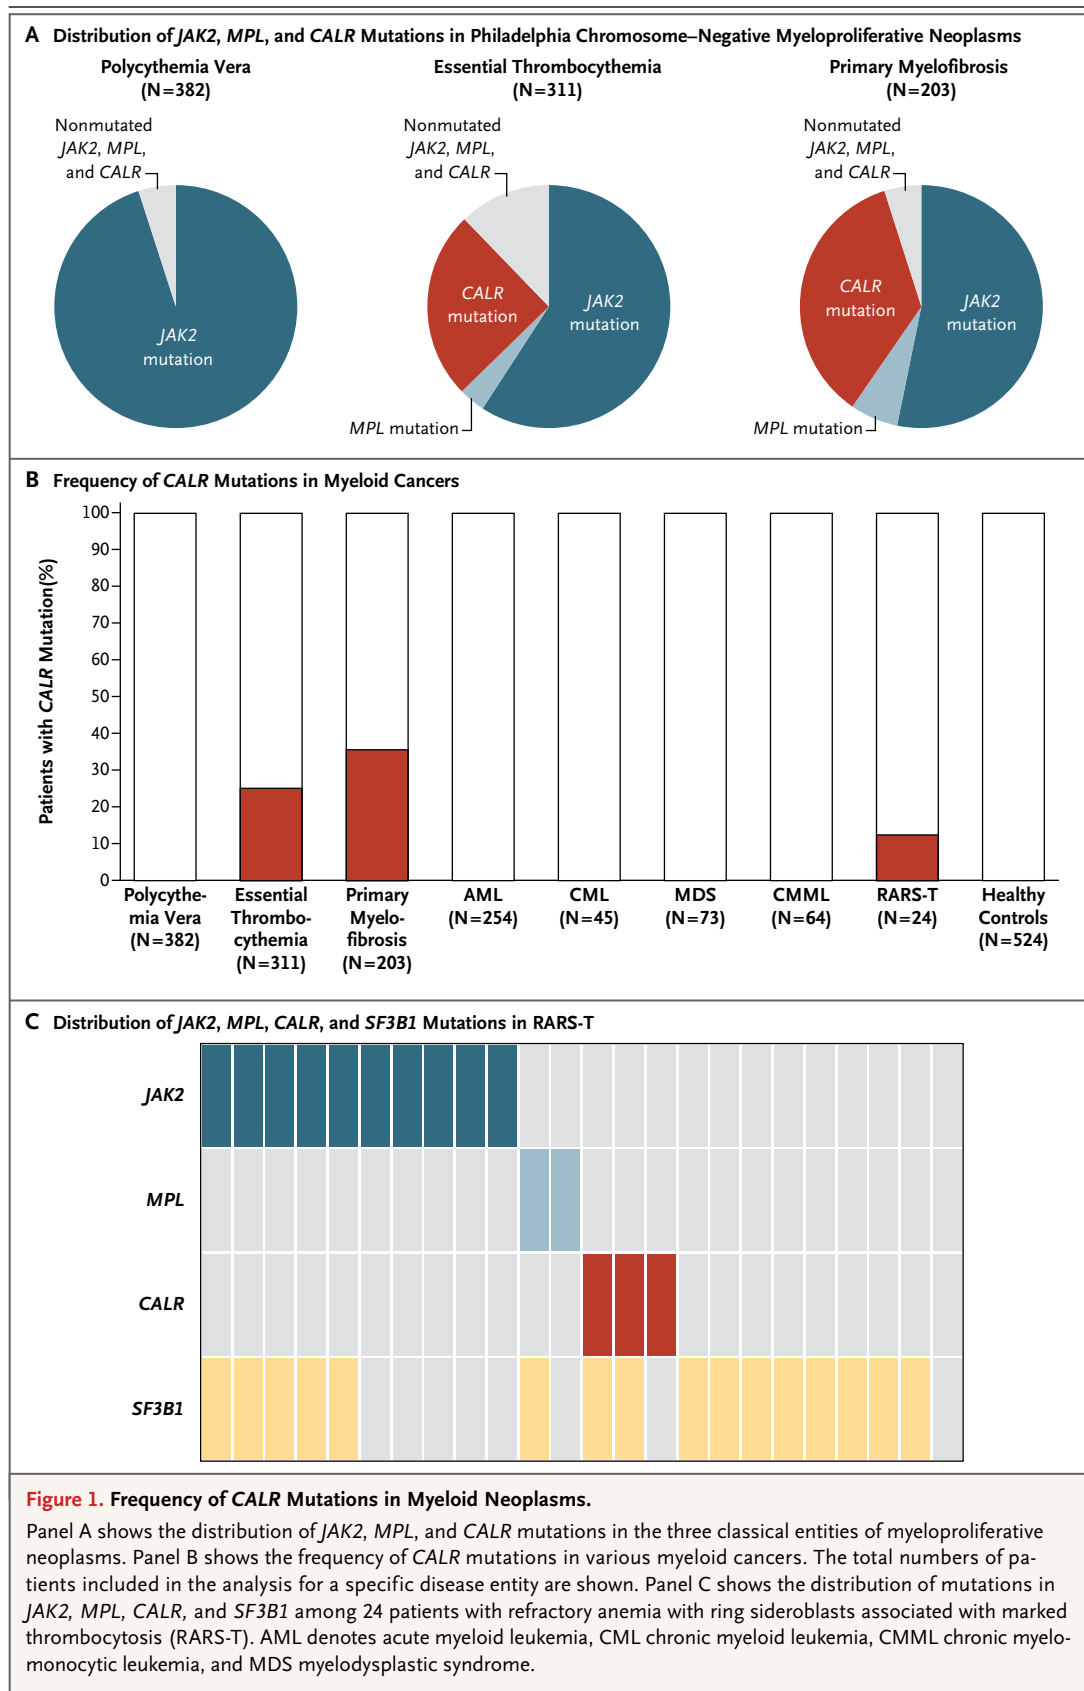 A Distribution of JAK2, MPL, and CALR Mutations in Philadelphia Chromosome–Negative Myeloproliferative Neoplasms
Polycythemia Vera
(N=382)
Nonmutated
JAK2, MPL,
and CALR
JAK2
mutation
Essential Thrombocythemia
(N=311)
Nonmutated
JAK2, MPL,
and CALR
CALR
mutation
JAK2
mutation
MPL mutation
Primary Myelofibrosis
(N=203)
Nonmutated
JAK2, MPL,
and CALR
CALR
mutation
JAK2
mutation
MPL mutation
B Frequency of CALR Mutations in Myeloid Cancers
Patients with CALR Mutation(%)
100
90
80
70
60
50
40
30
20
10
0
Polycythe-
mia Vera
(N=382)
Essential
Thrombo-
cythemia
(N=311)
Primary
Myelo-
fibrosis
(N=203)
AML
(N=254)
CML
(N=45)
MDS
(N=73)
CMML
(N=64)
RARS-T
(N=24)
Healthy
Controls
(N=524)
C Distribution of JAK2, MPL, CALR, and SF3B1 Mutations in RARS-T
JAK2
MPL
CALR
SF3B1
Figure 1. Frequency of CALR Mutations in Myeloid Neoplasms.
Panel A shows the distribution of JAK2, MPL, and CALR mutations in the three classical entities of myeloproliferative
neoplasms. Panel B shows the frequency of CALR mutations in various myeloid cancers. The total numbers of pa-
tients included in the analysis for a specific disease entity are shown. Panel C shows the distribution of mutations in
JAK2, MPL, CALR, and SF3B1 among 24 patients with refractory anemia with ring sideroblasts associated with marked
thrombocytosis (RARS-T). AML denotes acute myeloid leukemia, CML chronic myeloid leukemia, CMML chronic myelo-
monocytic leukemia, and MDS myelodysplastic syndrome.